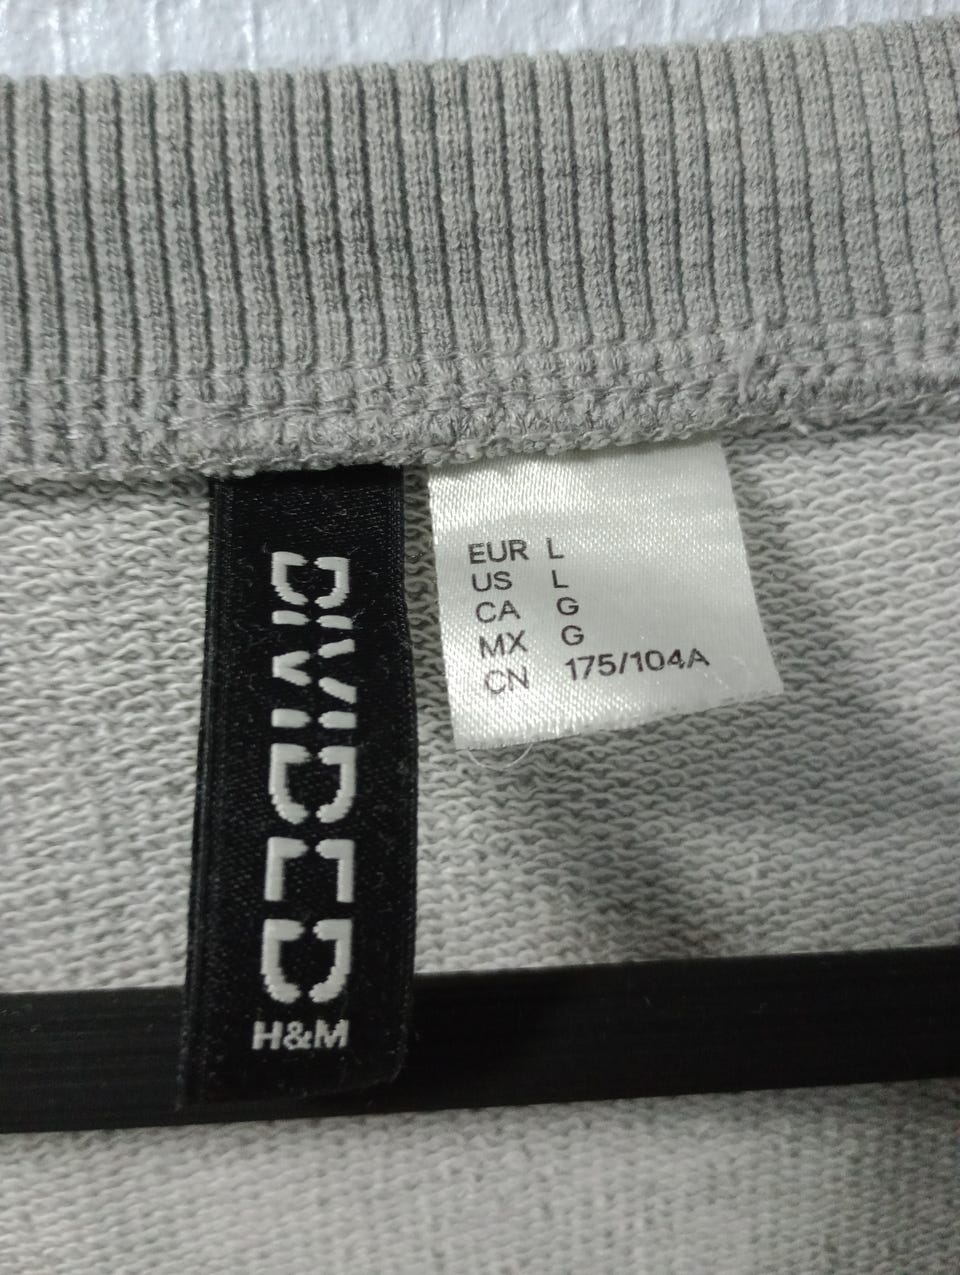 DIVIDED
H&M
EUR L
US L
CA G
MX G
CN 175/104A